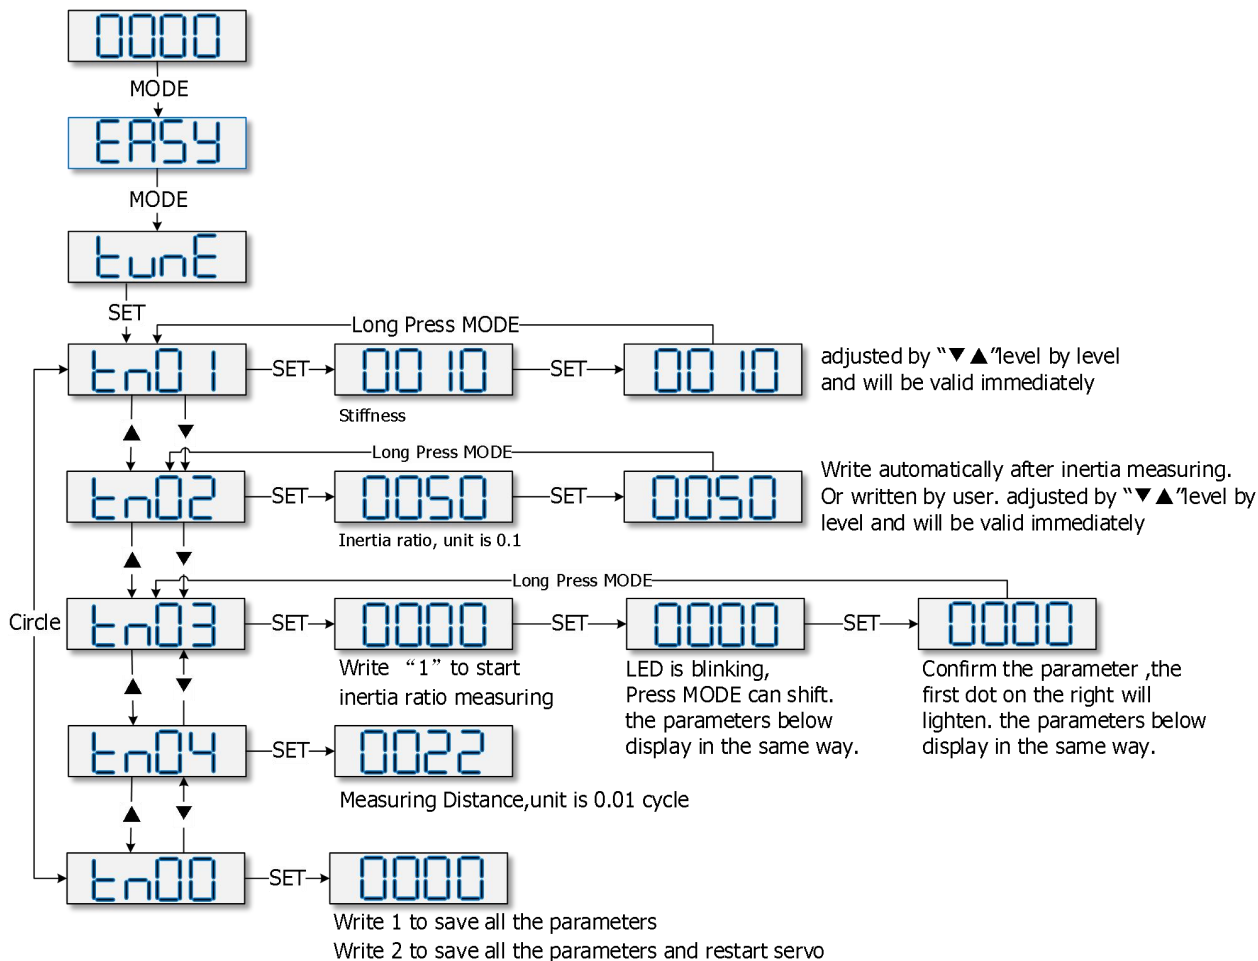 0000
MODE
EASY
MODE
tunE
SET
Long Press MODE
tn01
SET
0010
SET
0010
adjusted by “▼▲”level by level
and will be valid immediately
Stiffness
▲ ▼
Long Press MODE
tn02
SET
0050
SET
0050
Write automatically after inertia measuring.
Or written by user. adjusted by “▼▲”level by
level and will be valid immediately
Inertia ratio, unit is 0.1
▲ ▼
Long Press MODE
Circle
tn03
SET
0000
SET
0000
SET
0000
Write “1” to start
inertia ratio measuring
LED is blinking,
Press MODE can shift.
the parameters below
display in the same way.
Confirm the parameter ,the
first dot on the right will
lighten. the parameters below
display in the same way.
▲ ▼
tn04
SET
0022
Measuring Distance,unit is 0.01 cycle
▲ ▼
tn00
SET
0000
Write 1 to save all the parameters
Write 2 to save all the parameters and restart servo